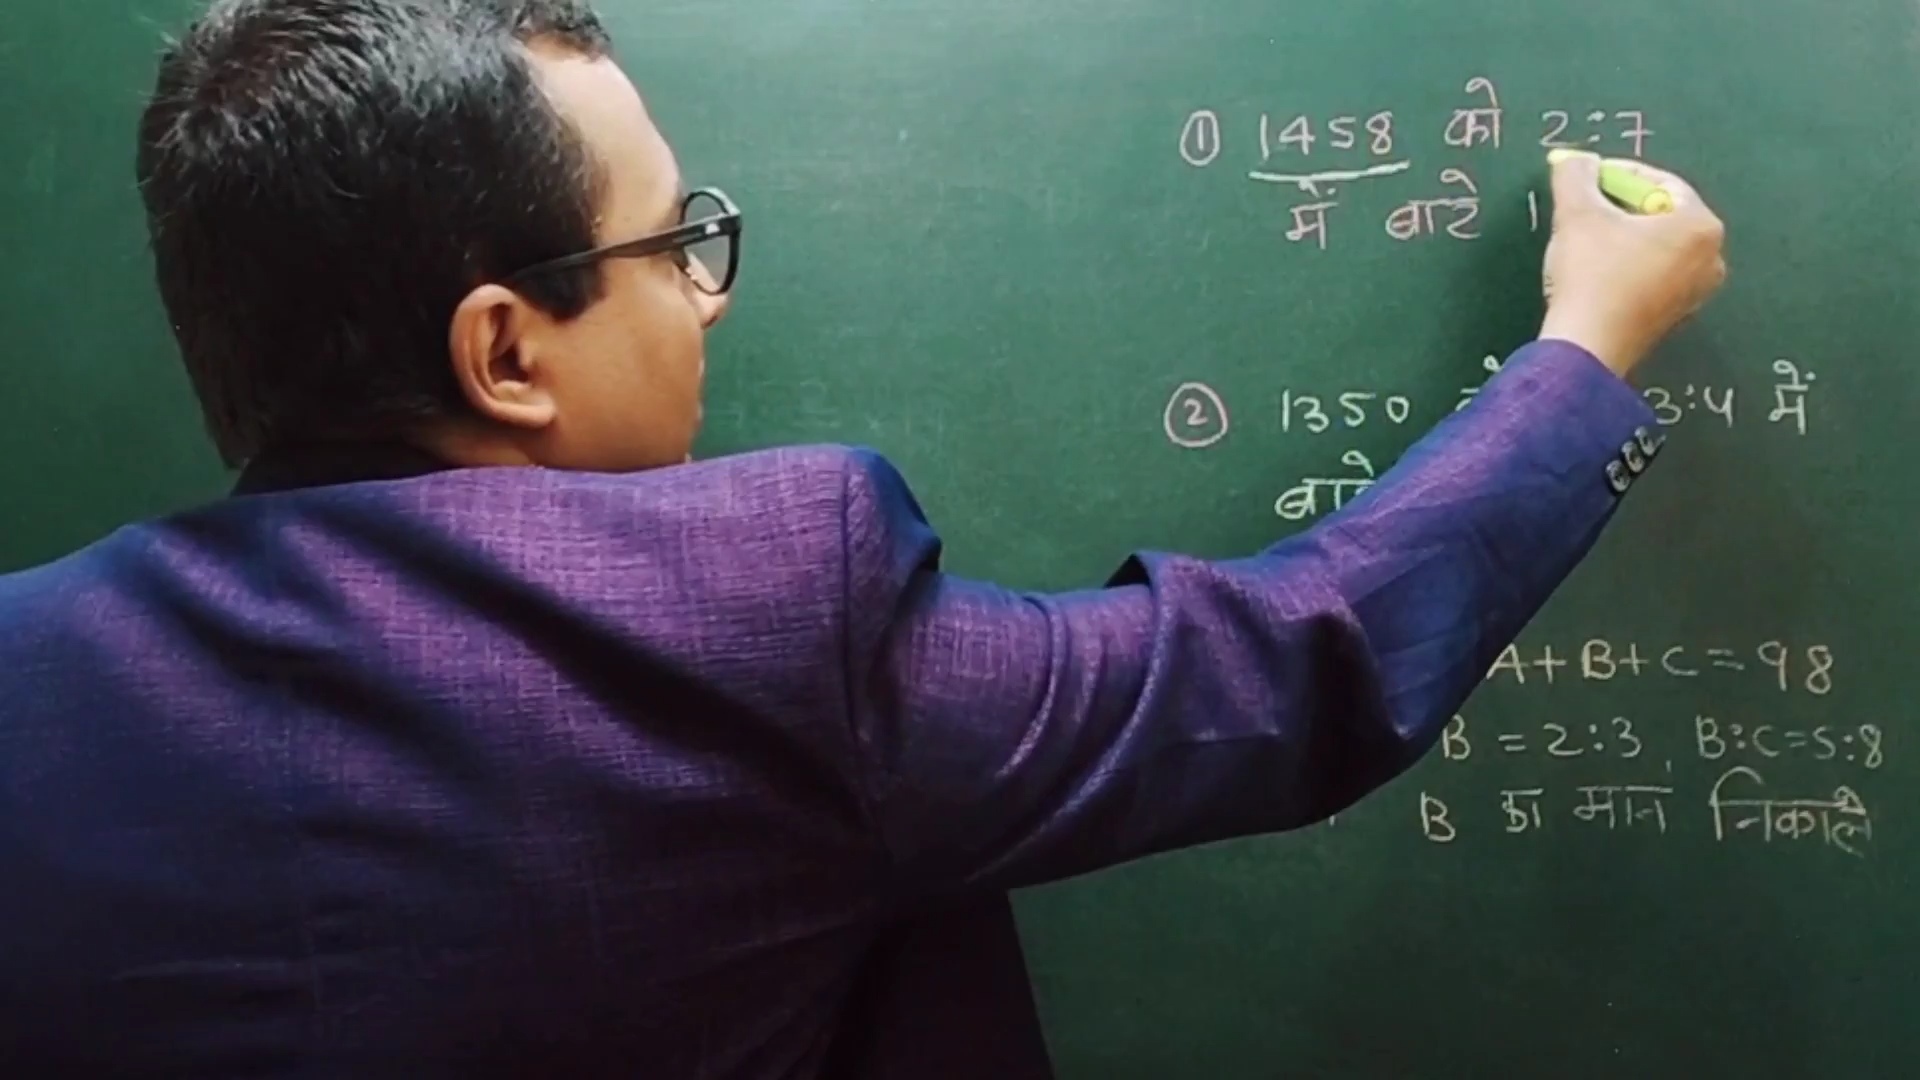 ① 1458 को 2:7
में बाटे ।
② 1350 3:4 में
A+B+C=98
B = 2:3, B:C=5:8
B का मान निकाले